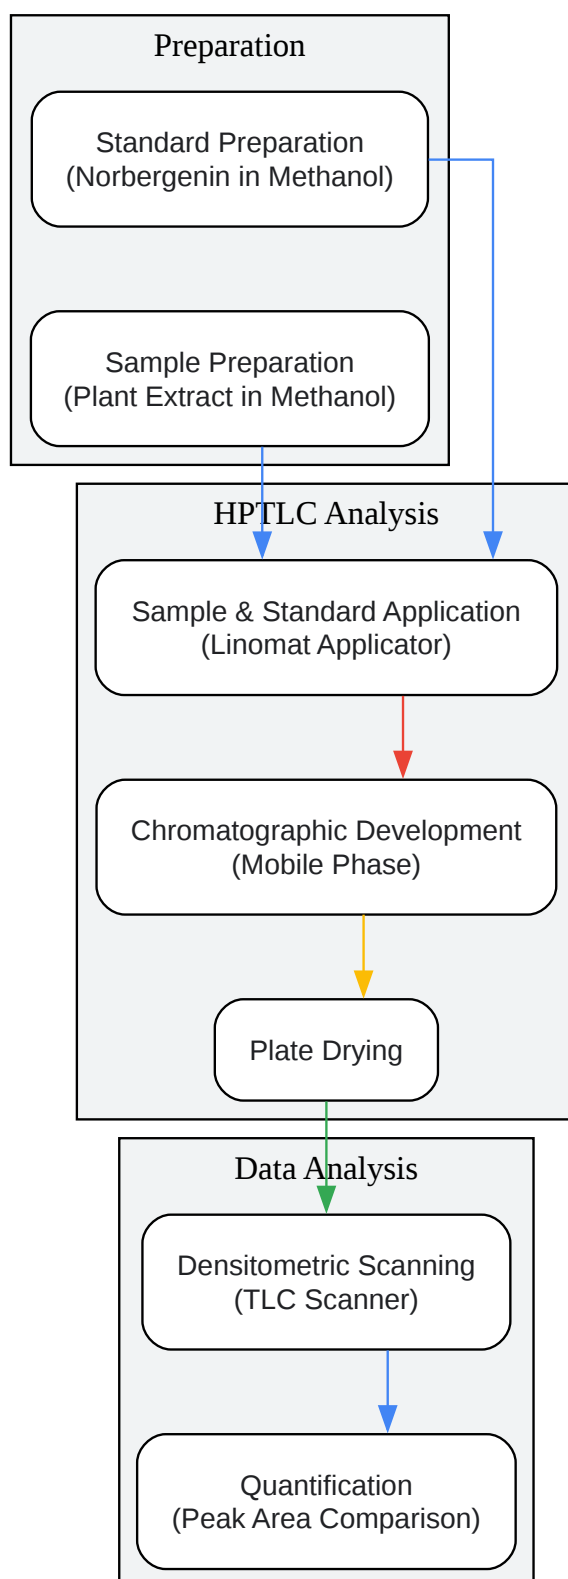 Preparation
Standard Preparation
(Norbergenin in Methanol)
Sample Preparation
(Plant Extract in Methanol)
HPTLC Analysis
Sample & Standard Application
(Linomat Applicator)
Chromatographic Development
(Mobile Phase)
Plate Drying
Data Analysis
Densitometric Scanning
(TLC Scanner)
Quantification
(Peak Area Comparison)